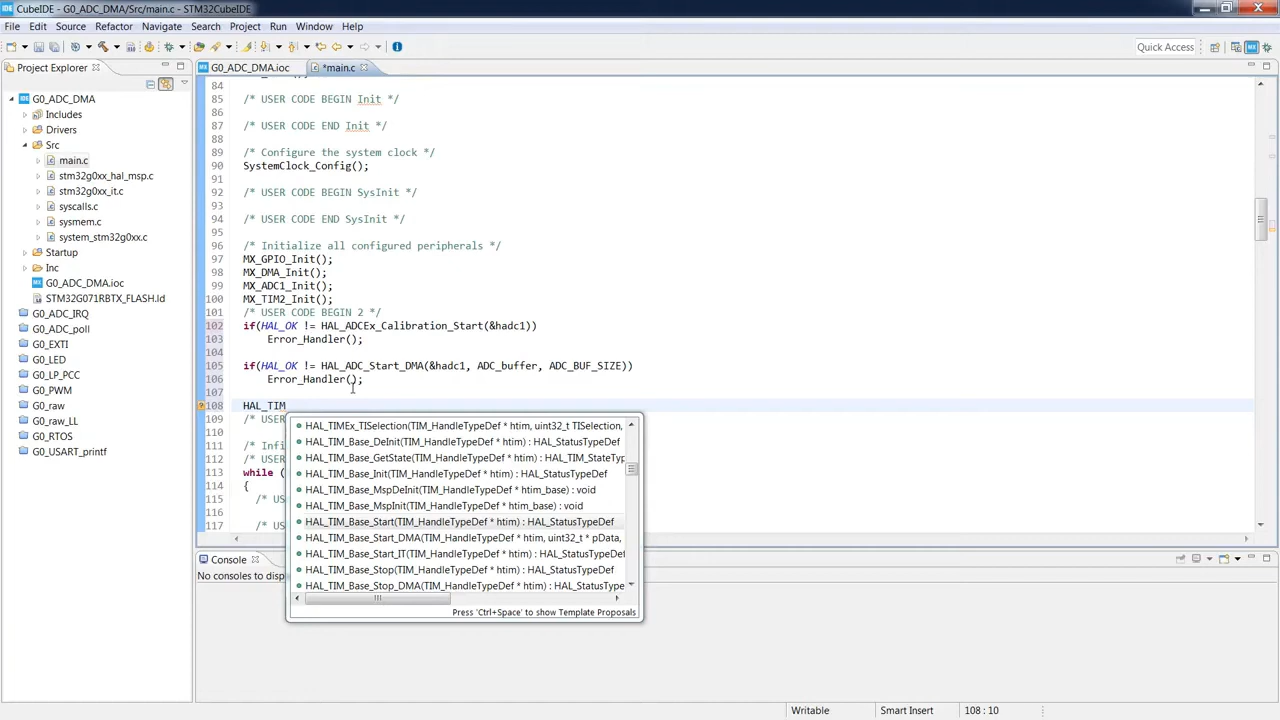 CubeIDE - G0_ADC_DMA/Src/main.c - STM32CubeIDE
File Edit Source Refactor Navigate Search Project Run Window Help
Quick Access
Project Explorer
G0_ADC_DMA
Includes
Drivers
Src
main.c
stm32g0xx_hal_msp.c
stm32g0xx_it.c
syscalls.c
sysmem.c
system_stm32g0xx.c
Startup
Inc
G0_ADC_DMA.ioc
STM32G071RBTX_FLASH.ld
G0_ADC_IRQ
G0_ADC_poll
G0_EXTI
G0_LED
G0_LP_PCC
G0_PWM
G0_raw
G0_raw_LL
G0_RTOS
G0_USART_printf
G0_ADC_DMA.ioc *main.c
84
85 /* USER CODE BEGIN Init */
86
87 /* USER CODE END Init */
88
89 /* Configure the system clock */
90 SystemClock_Config();
91
92 /* USER CODE BEGIN SysInit */
93
94 /* USER CODE END SysInit */
95
96 /* Initialize all configured peripherals */
97 MX_GPIO_Init();
98 MX_DMA_Init();
99 MX_ADC1_Init();
100 MX_TIM2_Init();
101 /* USER CODE BEGIN 2 */
102 if(HAL_OK != HAL_ADCEx_Calibration_Start(&hadc1))
103 Error_Handler();
104
105 if(HAL_OK != HAL_ADC_Start_DMA(&hadc1, ADC_buffer, ADC_BUF_SIZE))
106 Error_Handler();
107
108 HAL_TIM
109 /* USER
110
111 /* Infi
112 /* USER
113 while (
114 {
115 /* US
116
117 /* US
HAL_TIMEx_TISelection(TIM_HandleTypeDef * htim, uint32_t TISelection,
HAL_TIM_Base_DeInit(TIM_HandleTypeDef * htim) : HAL_StatusTypeDef
HAL_TIM_Base_GetState(TIM_HandleTypeDef * htim) : HAL_TIM_StateTyp
HAL_TIM_Base_Init(TIM_HandleTypeDef * htim) : HAL_StatusTypeDef
HAL_TIM_Base_MspDeInit(TIM_HandleTypeDef * htim_base) : void
HAL_TIM_Base_MspInit(TIM_HandleTypeDef * htim_base) : void
HAL_TIM_Base_Start(TIM_HandleTypeDef * htim) : HAL_StatusTypeDef
HAL_TIM_Base_Start_DMA(TIM_HandleTypeDef * htim, uint32_t * pData,
HAL_TIM_Base_Start_IT(TIM_HandleTypeDef * htim) : HAL_StatusTypeDef
HAL_TIM_Base_Stop(TIM_HandleTypeDef * htim) : HAL_StatusTypeDef
HAL_TIM_Base_Stop_DMA(TIM_HandleTypeDef * htim) : HAL_StatusType
Press 'Ctrl+Space' to show Template Proposals
Console
No consoles to disp
Writable Smart Insert 108 : 10